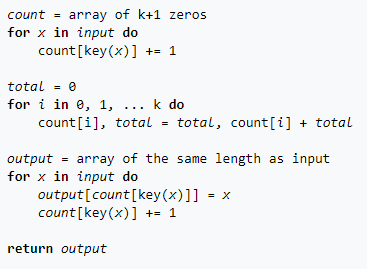 count = array of k+1 zeros
for x in input do
    count[key(x)] += 1

total = 0
for i in 0, 1, ... k do
    count[i], total = total, count[i] + total

output = array of the same length as input
for x in input do
    output[count[key(x)]] = x
    count[key(x)] += 1

return output